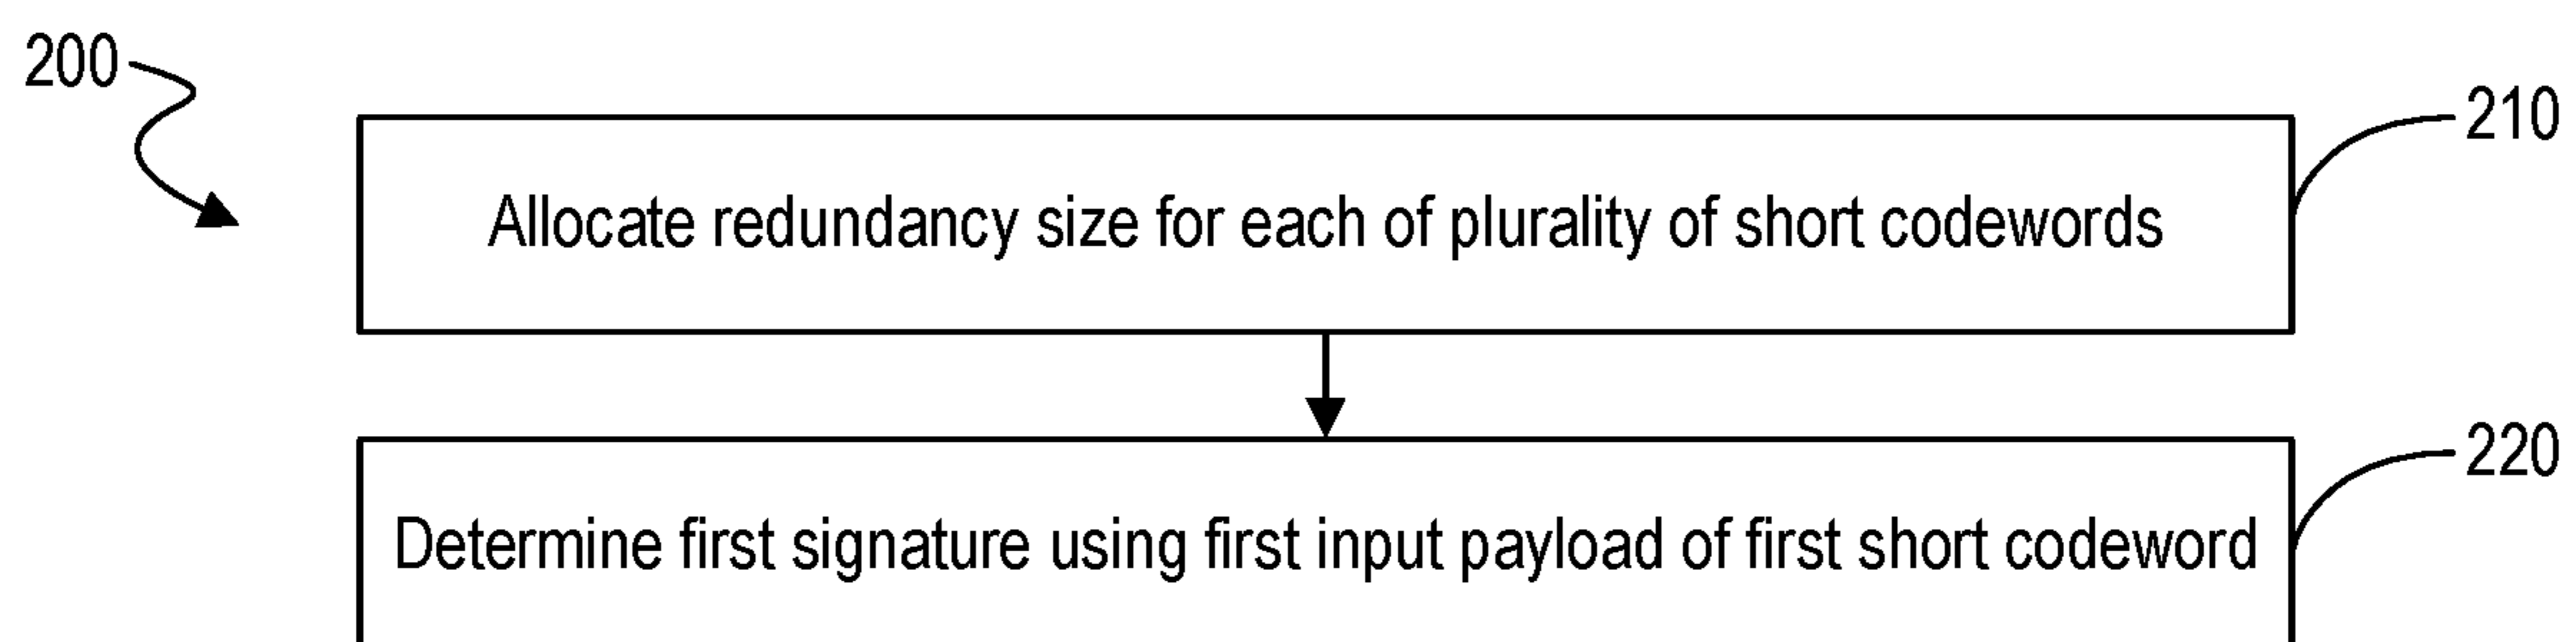 200
210
Allocate redundancy size for each of plurality of short codewords
220
Determine first signature using first input payload of first short codeword